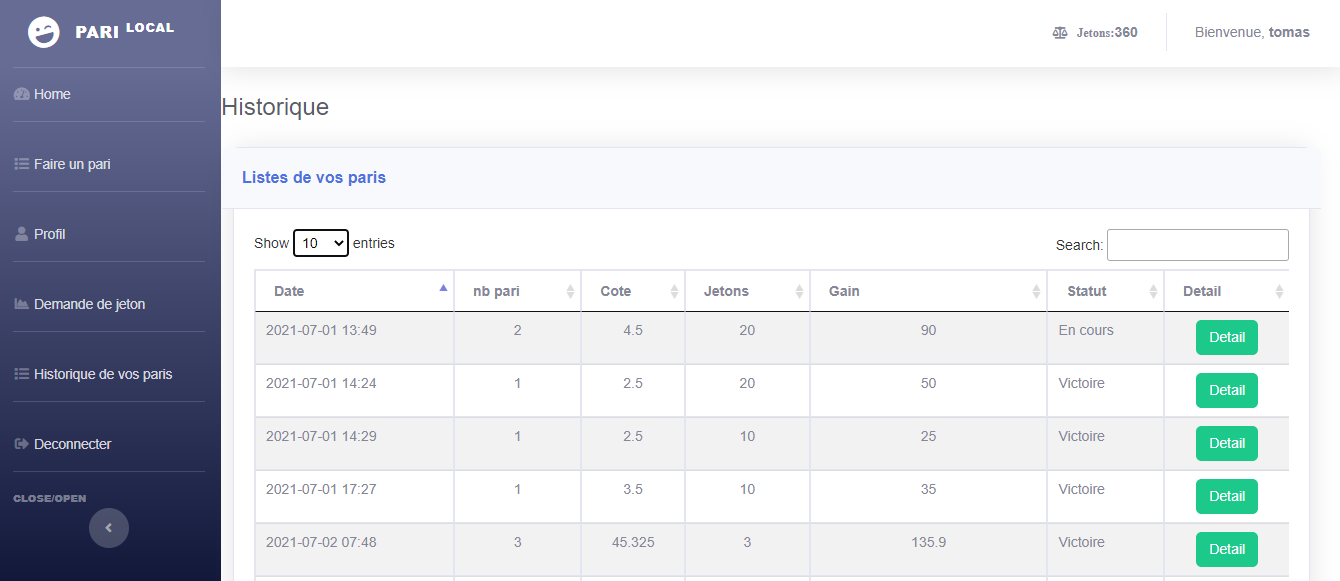 PARI LOCAL
Jetons:360
Bienvenue, tomas
Home
Faire un pari
Profil
Demande de jeton
Historique de vos paris
Deconnecter
CLOSE/OPEN
Historique
Listes de vos paris
Show 10 entries
Search:
Date nb pari Cote Jetons Gain Statut Detail
2021-07-01 13:49 2 4.5 20 90 En cours Detail
2021-07-01 14:24 1 2.5 20 50 Victoire Detail
2021-07-01 14:29 1 2.5 10 25 Victoire Detail
2021-07-01 17:27 1 3.5 10 35 Victoire Detail
2021-07-02 07:48 3 45.325 3 135.9 Victoire Detail